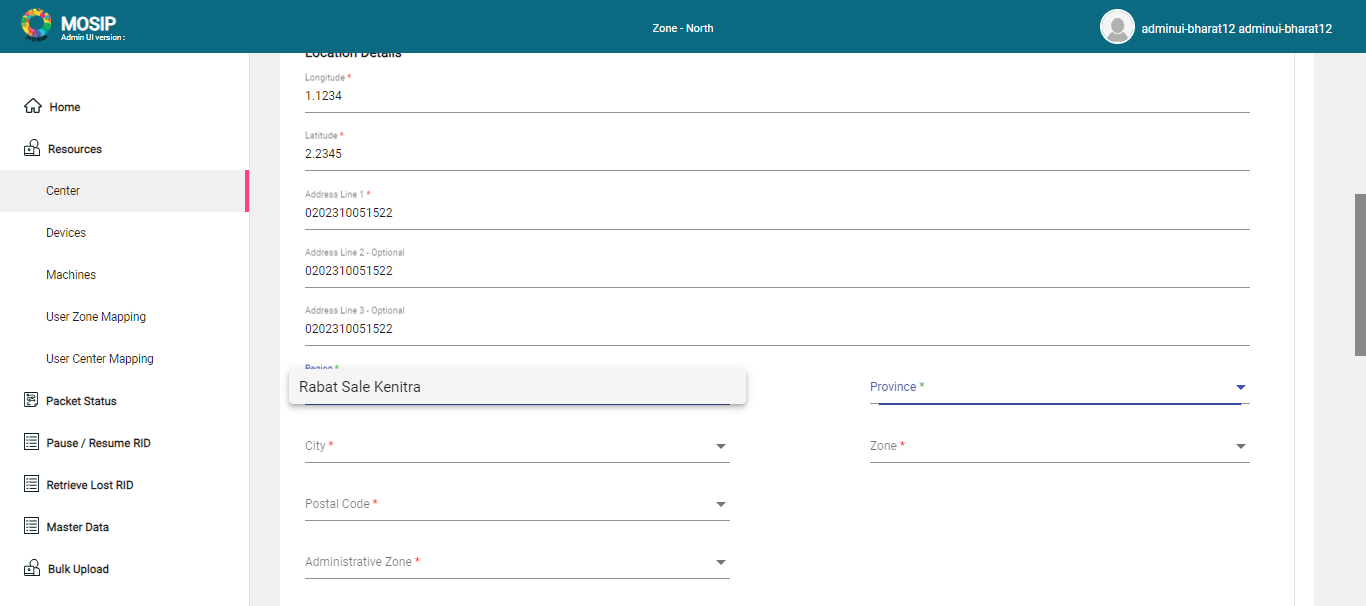 MOSIP
Admin UI version :
MOSIP
Zone - North
adminui-bharat12 adminui-bharat12
Home
Resources
Center
Devices
Machines
User Zone Mapping
User Center Mapping
Packet Status
Pause / Resume RID
Retrieve Lost RID
Master Data
Bulk Upload
Location Details
Longitude *
1.1234
Latitude *
2.2345
Address Line 1 *
0202310051522
Address Line 2 - Optional
0202310051522
Address Line 3 - Optional
0202310051522
Region *
Rabat Sale Kenitra
Province *
City *
Zone *
Postal Code *
Administrative Zone *